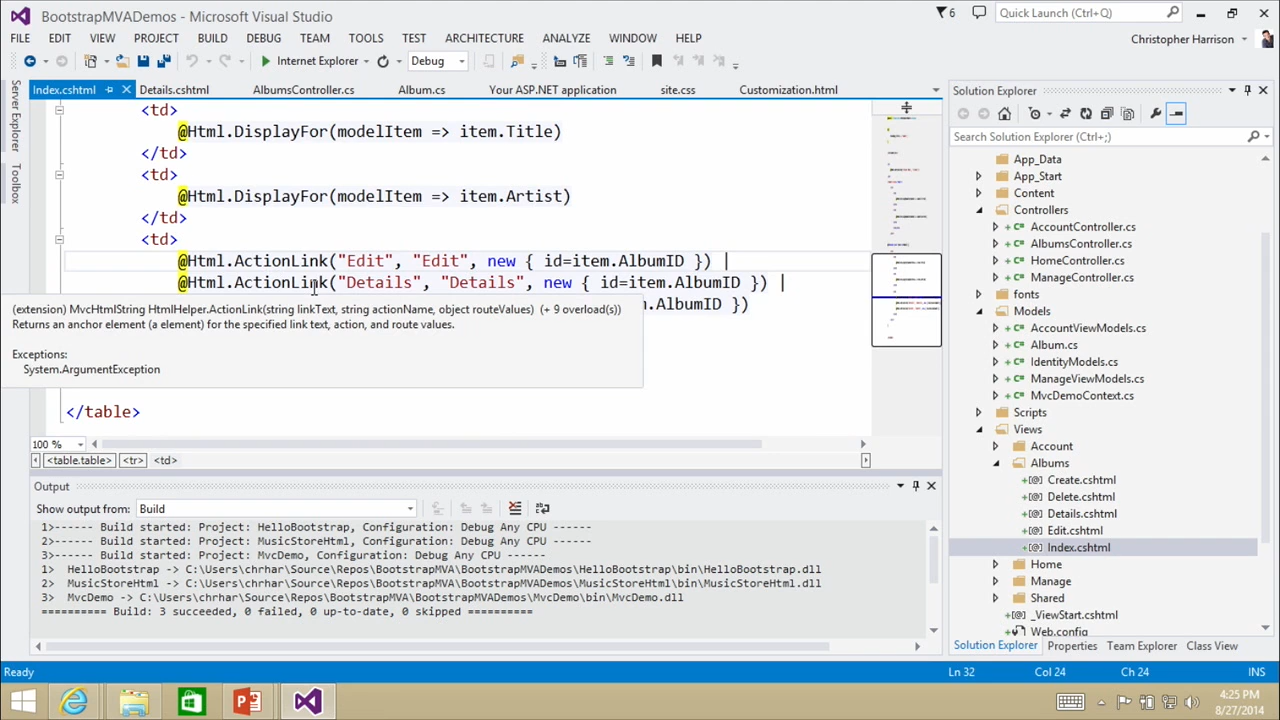 BootstrapMVADemos - Microsoft Visual Studio
6
Quick Launch (Ctrl+Q)
FILE EDIT VIEW PROJECT BUILD DEBUG TEAM TOOLS TEST ARCHITECTURE ANALYZE WINDOW HELP
Christopher Harrison
Internet Explorer
Debug
Index.cshtml
Details.cshtml
AlbumsController.cs
Album.cs
Your ASP.NET application
site.css
Customization.html
Server Explorer
Toolbox
<td>
@Html.DisplayFor(modelItem => item.Title)
</td>
<td>
@Html.DisplayFor(modelItem => item.Artist)
</td>
<td>
@Html.ActionLink("Edit", "Edit", new { id=item.AlbumID }) |
@Html.ActionLink("Details", "Details", new { id=item.AlbumID }) |
m.AlbumID })
(extension) MvcHtmlString HtmlHelper.ActionLink(string linkText, string actionName, object routeValues) (+ 9 overload(s))
Returns an anchor element (a element) for the specified link text, action, and route values.
Exceptions:
System.ArgumentException
</table>
100 %
<table.table> <tr> <td>
Output
Show output from: Build
1>------ Build started: Project: HelloBootstrap, Configuration: Debug Any CPU ------
2>------ Build started: Project: MusicStoreHtml, Configuration: Debug Any CPU ------
3>------ Build started: Project: MvcDemo, Configuration: Debug Any CPU ------
1> HelloBootstrap -> C:\Users\chrhar\Source\Repos\BootstrapMVA\BootstrapMVADemos\HelloBootstrap\bin\HelloBootstrap.dll
2> MusicStoreHtml -> C:\Users\chrhar\Source\Repos\BootstrapMVA\BootstrapMVADemos\MusicStoreHtml\bin\MusicStoreHtml.dll
3> MvcDemo -> C:\Users\chrhar\Source\Repos\BootstrapMVA\BootstrapMVADemos\MvcDemo\bin\MvcDemo.dll
========== Build: 3 succeeded, 0 failed, 0 up-to-date, 0 skipped ==========
Solution Explorer
Search Solution Explorer (Ctrl+;)
App_Data
App_Start
Content
Controllers
AccountController.cs
AlbumsController.cs
HomeController.cs
ManageController.cs
fonts
Models
AccountViewModels.cs
Album.cs
IdentityModels.cs
ManageViewModels.cs
MvcDemoContext.cs
Scripts
Views
Account
Albums
Create.cshtml
Delete.cshtml
Details.cshtml
Edit.cshtml
Index.cshtml
Home
Manage
Shared
_ViewStart.cshtml
Web.config
Solution Explorer Properties Team Explorer Class View
Ready
Ln 32
Col 24
Ch 24
INS
4:25 PM
8/27/2014